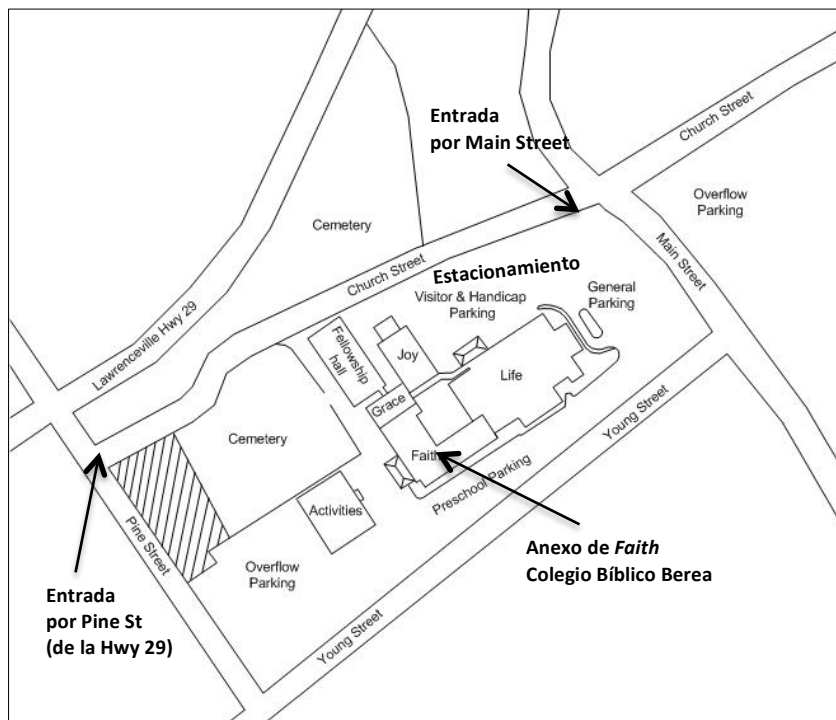 Entrada
por Main Street
Church Street
Overflow
Parking
Cemetery
Main Street
Church Street
Estacionamiento
Visitor & Handicap
Parking
General
Parking
Lawrenceville Hwy 29
Fellowship
hall
Joy
Life
Grace
Cemetery
Faith
Young Street
Preschool Parking
Activities
Pine Street
Overflow
Parking
Anexo de Faith
Colegio Bíblico Berea
Entrada
por Pine St
(de la Hwy 29)
Young Street